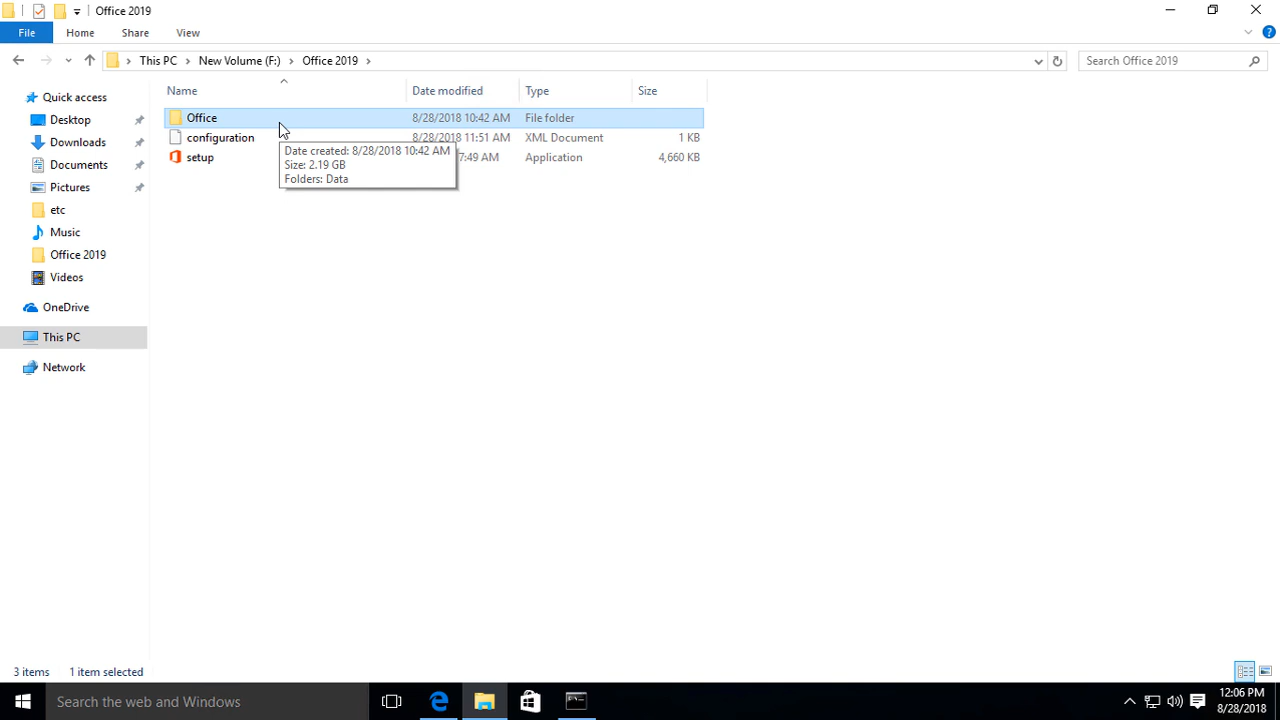 Office 2019
File Home Share View
This PC New Volume (F:) Office 2019 Search Office 2019
Name Date modified Type Size
Quick access
Desktop
Downloads
Documents
Pictures
etc
Music
Office 2019
Videos
OneDrive
This PC
Network
Office 8/28/2018 10:42 AM File folder
configuration 8/28/2018 11:51 AM XML Document 1 KB
setup 7:49 AM Application 4,660 KB
Date created: 8/28/2018 10:42 AM
Size: 2.19 GB
Folders: Data
3 items 1 item selected
Search the web and Windows
12:06 PM
8/28/2018